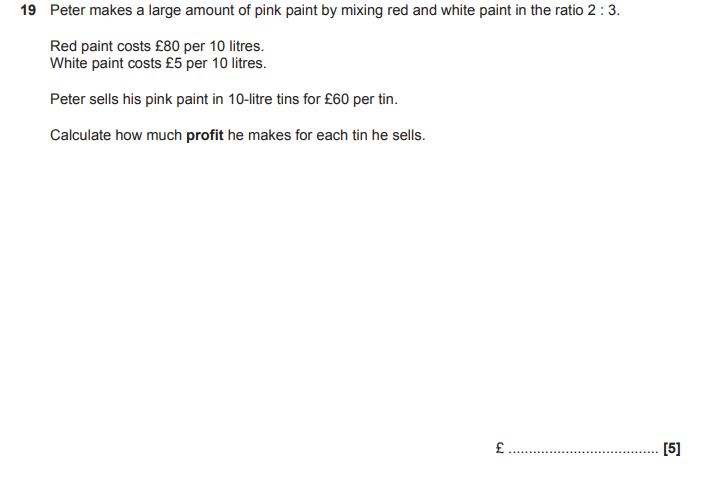 19 Peter makes a large amount of pink paint by mixing red and white paint in the ratio 2 : 3.
Red paint costs £80 per 10 litres.
White paint costs £5 per 10 litres.
Peter sells his pink paint in 10-litre tins for £60 per tin.
Calculate how much profit he makes for each tin he sells.
£ .................................... [5]